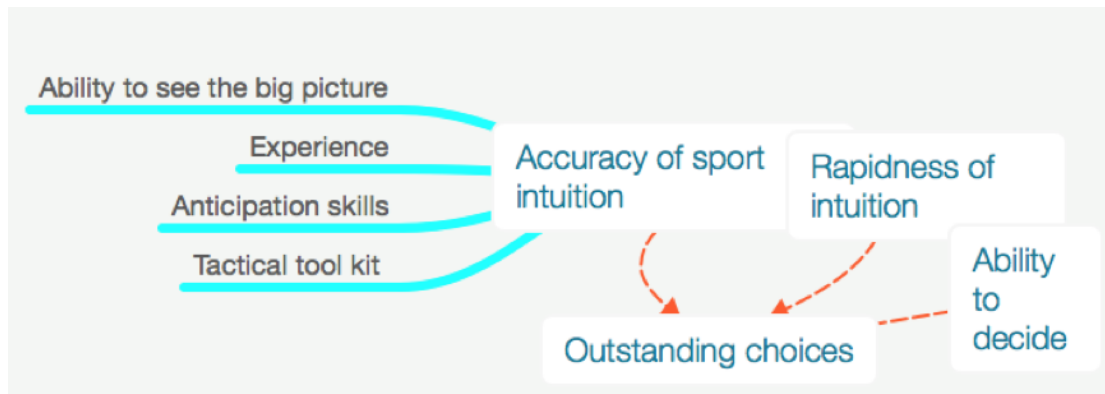 Ability to see the big picture
Experience
Anticipation skills
Tactical tool kit
Accuracy of sport
intuition
Rapidness of
intuition
Ability
to
decide
Outstanding choices